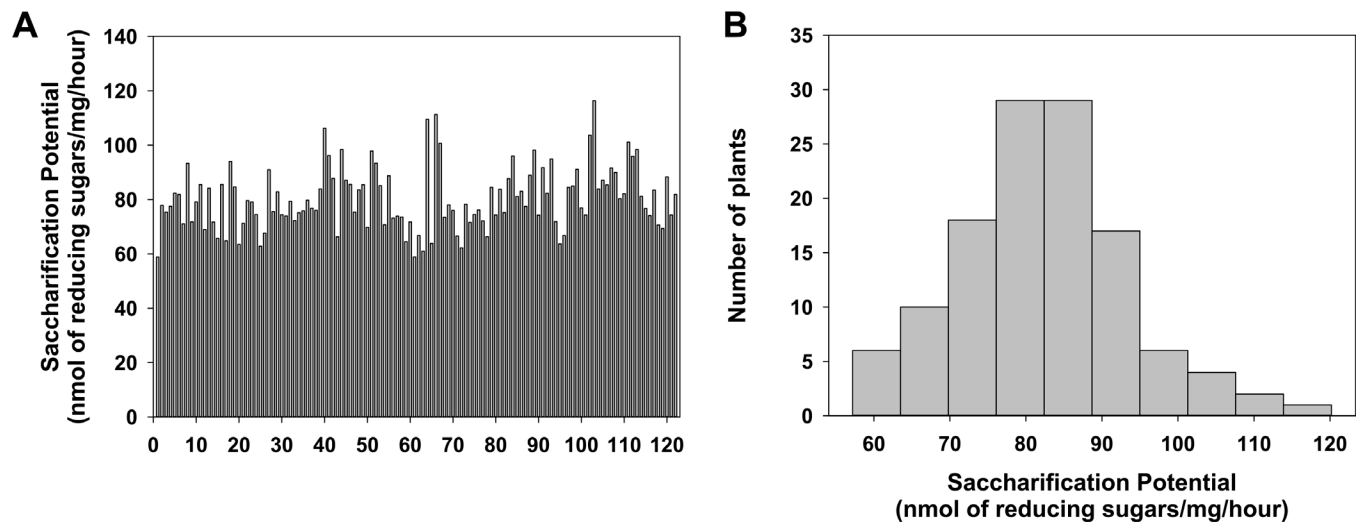 A
Saccharification Potential
(nmol of reducing sugars/mg/hour)
140
120
100
80
60
40
20
0
0 10 20 30 40 50 60 70 80 90 100 110 120
B
Number of plants
35
30
25
20
15
10
5
0
60 70 80 90 100 110 120
Saccharification Potential
(nmol of reducing sugars/mg/hour)